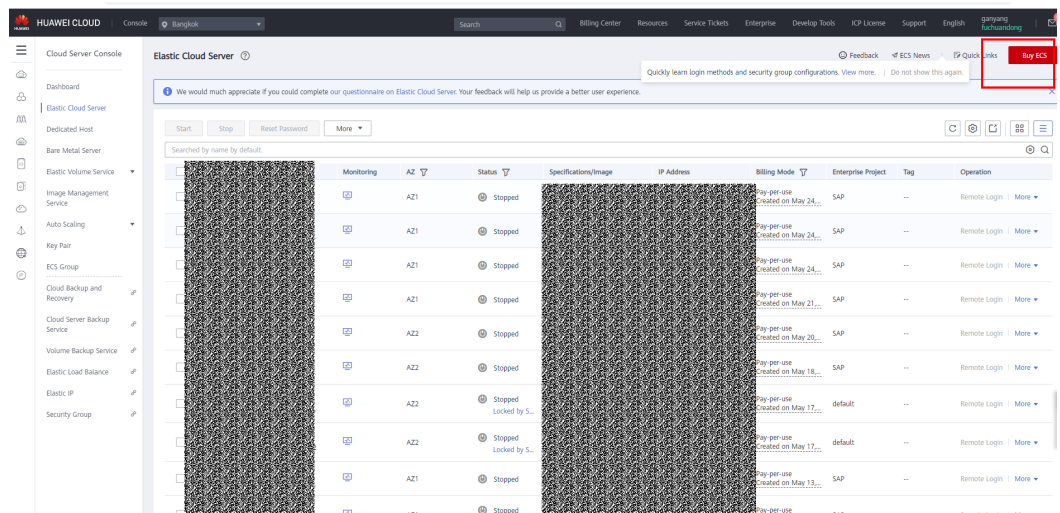 HUAWEI
HUAWEI CLOUD Console Bangkok Search Billing Center Resources Service Tickets Enterprise Develop Tools ICP License Support English ganyang
fuchuandong
Cloud Server Console
Elastic Cloud Server
Feedback ECS News Quick Links Buy ECS
Quickly learn login methods and security group configurations. View more. Do not show this again.
We would much appreciate if you could complete our questionnaire on Elastic Cloud Server. Your feedback will help us provide a better user experience.
Dashboard
Elastic Cloud Server
Dedicated Host
Bare Metal Server
Elastic Volume Service
Image Management
Service
Auto Scaling
Key Pair
ECS Group
Cloud Backup and
Recovery
Cloud Server Backup
Service
Volume Backup Service
Elastic Load Balance
Elastic IP
Security Group
Start Stop Reset Password More
Searched by name by default.
Monitoring AZ Status Specifications/Image IP Address Billing Mode Enterprise Project Tag Operation
AZ1 Stopped Pay-per-use SAP -- Remote Login More
Created on May 24,...
AZ1 Stopped Pay-per-use SAP -- Remote Login More
Created on May 24,...
AZ1 Stopped Pay-per-use SAP -- Remote Login More
Created on May 24,...
AZ1 Stopped Pay-per-use SAP -- Remote Login More
Created on May 21,...
AZ2 Stopped Pay-per-use SAP -- Remote Login More
Created on May 20,...
AZ2 Stopped Pay-per-use SAP -- Remote Login More
Created on May 18,...
AZ2 Stopped Pay-per-use default -- Remote Login More
Locked by S... Created on May 17,...
AZ2 Stopped Pay-per-use default -- Remote Login More
Locked by S... Created on May 17,...
AZ1 Stopped Pay-per-use SAP -- Remote Login More
Created on May 13,...
Stopped Pay-per-use